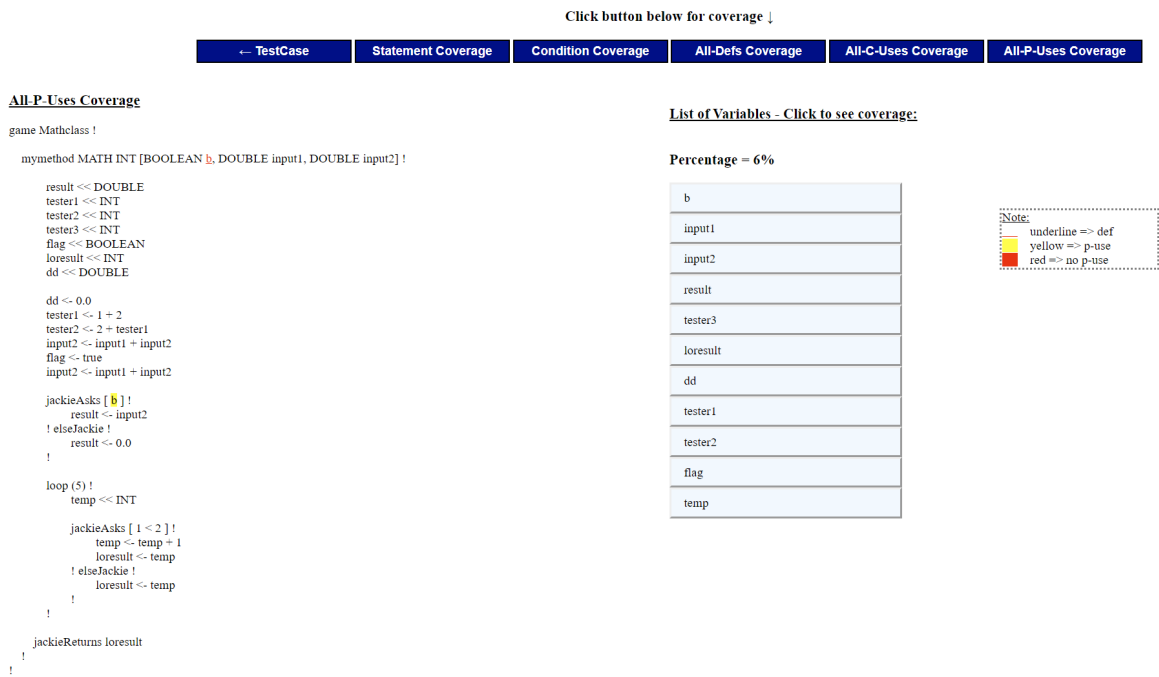 Click button below for coverage ↓
← TestCase
Statement Coverage
Condition Coverage
All-Defs Coverage
All-C-Uses Coverage
All-P-Uses Coverage
All-P-Uses Coverage
game Mathclass !
mymethod MATH INT [BOOLEAN b, DOUBLE input1, DOUBLE input2] !
result << DOUBLE
tester1 << INT
tester2 << INT
tester3 << INT
flag << BOOLEAN
loresult << INT
dd << DOUBLE
dd <- 0.0
tester1 <- 1 + 2
tester2 <- 2 + tester1
input2 <- input1 + input2
flag <- true
input2 <- input1 + input2
jackieAsks [ b ] !
result <- input2
! elseJackie !
result <- 0.0
!
loop (5) !
temp << INT
jackieAsks [ 1 < 2 ] !
temp <- temp + 1
loresult <- temp
! elseJackie !
loresult <- temp
!
!
jackieReturns loresult
!
!
List of Variables - Click to see coverage:
Percentage = 6%
b
input1
input2
result
tester3
loresult
dd
tester1
tester2
flag
temp
Note:
underline => def
yellow => p-use
red => no p-use